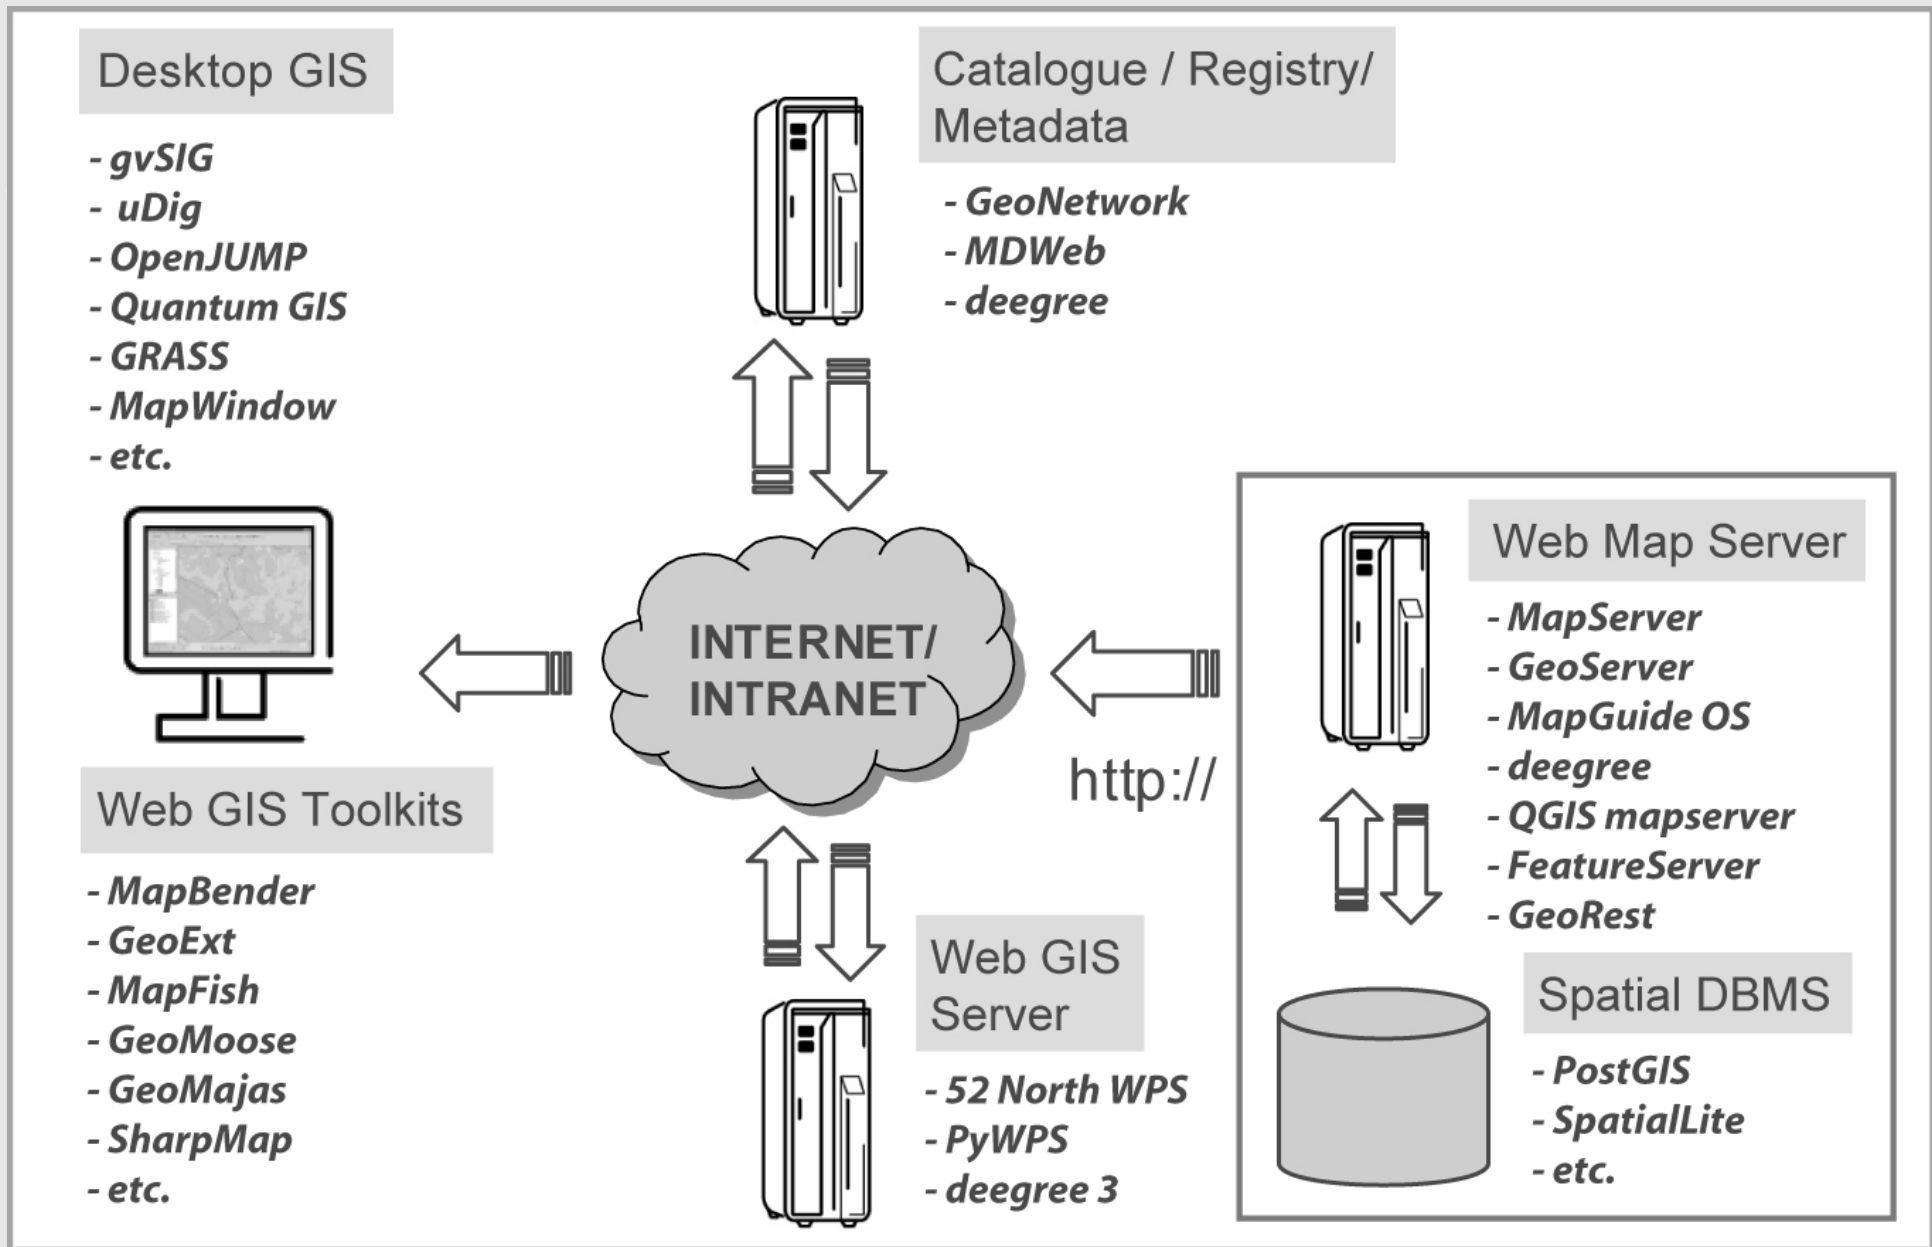 Desktop GIS
- gvSIG
- uDig
- OpenJUMP
- Quantum GIS
- GRASS
- MapWindow
- etc.
Catalogue / Registry/
Metadata
- GeoNetwork
- MDWeb
- deegree
INTERNET/
INTRANET
http://
Web Map Server
- MapServer
- GeoServer
- MapGuide OS
- deegree
- QGIS mapserver
- FeatureServer
- GeoRest
Spatial DBMS
- PostGIS
- SpatialLite
- etc.
Web GIS Toolkits
- MapBender
- GeoExt
- MapFish
- GeoMoose
- GeoMajas
- SharpMap
- etc.
Web GIS
Server
- 52 North WPS
- PyWPS
- deegree 3